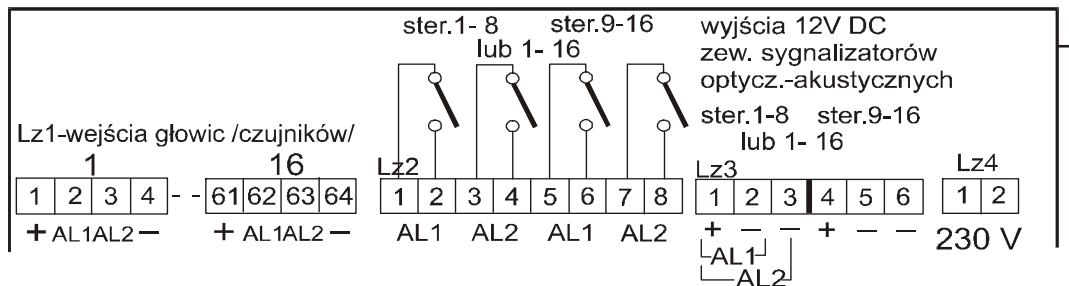 ster.1- 8 ster.9-16
lub 1- 16
wyjścia 12V DC
zew. sygnalizatorów
optycz.-akustycznych
ster.1-8 ster.9-16
lub 1- 16
Lz1-wejścia głowic /czujników/
1 16
1 2 3 4 - - 61 62 63 64
+ AL1 AL2 — + AL1 AL2 —
Lz2
1 2 3 4 5 6 7 8
AL1 AL2 AL1 AL2
Lz3
1 2 3 4 5 6
+ — — + — —
AL1
AL2
Lz4
1 2
230 V